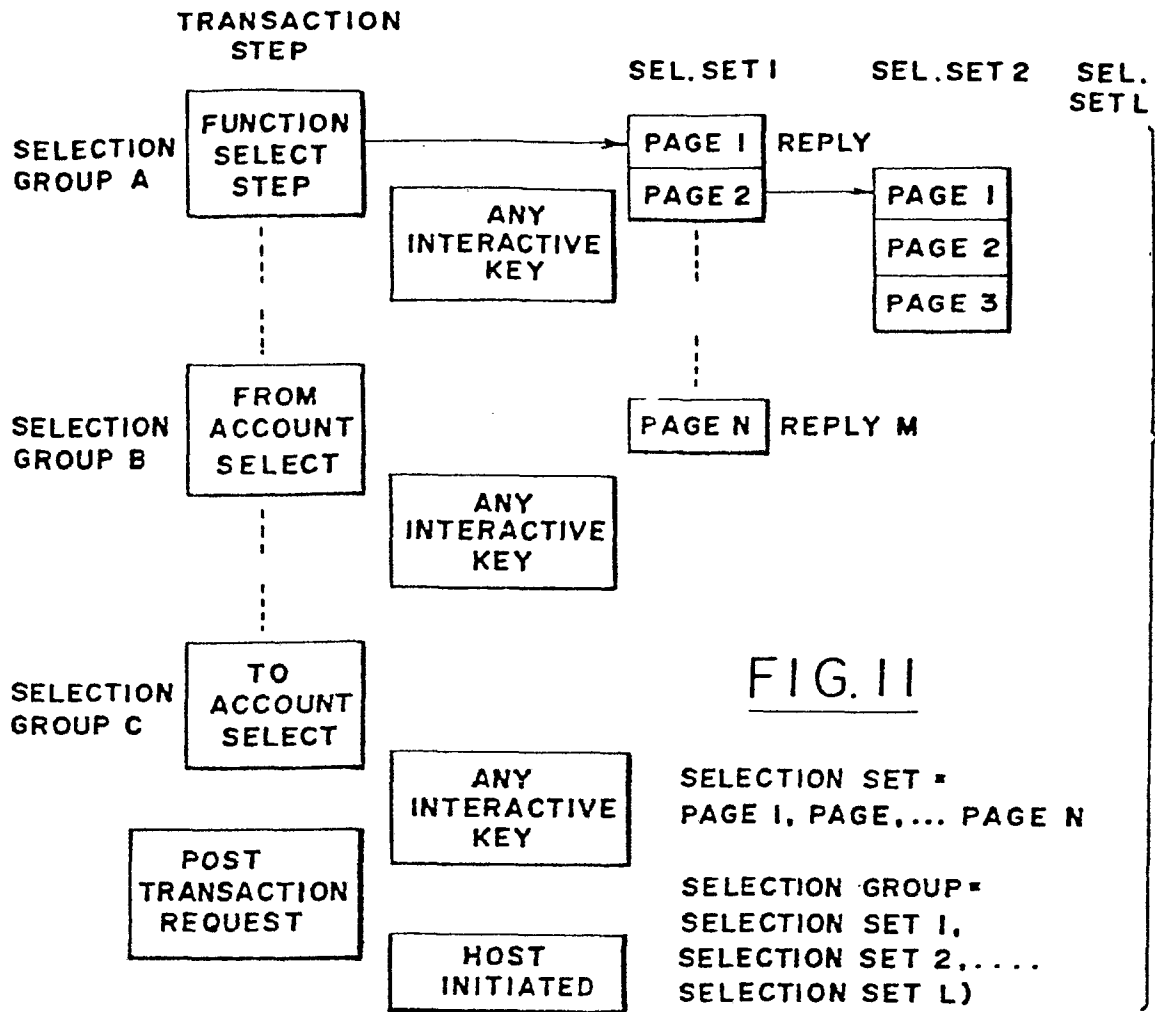 TRANSACTION
STEP
SEL. SET 1
SEL. SET 2
SEL.
SET L
SELECTION
GROUP A
FUNCTION
SELECT
STEP
PAGE 1
REPLY
PAGE 2
ANY
INTERACTIVE
KEY
PAGE 1
PAGE 2
PAGE 3
SELECTION
GROUP B
FROM
ACCOUNT
SELECT
PAGE N
REPLY M
ANY
INTERACTIVE
KEY
SELECTION
GROUP C
TO
ACCOUNT
SELECT
FIG. 11
ANY
INTERACTIVE
KEY
SELECTION SET =
PAGE 1, PAGE,... PAGE N
POST
TRANSACTION
REQUEST
SELECTION GROUP =
SELECTION SET 1,
SELECTION SET 2,....
SELECTION SET L)
HOST
INITIATED